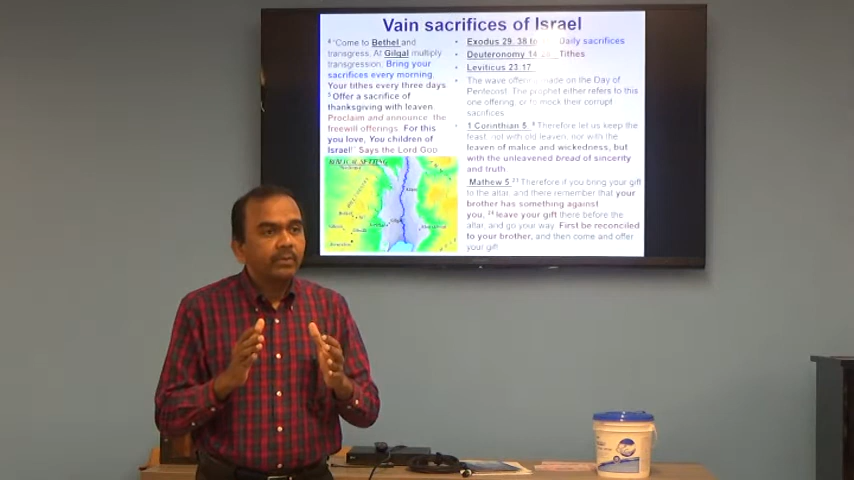 Vain sacrifices of Israel
4 "Come to Bethel and
transgress, At Gilgal multiply
transgression; Bring your
sacrifices every morning,
Your tithes every three days
5 Offer a sacrifice of
thanksgiving with leaven
Proclaim and announce the
freewill offerings. For this
you love, You children of
Israel!" Says the Lord GOD
BIBLICAL SETTING
• Exodus 29. 38 to Daily sacrifices
• Deuteronomy 14 Tithes
• Leviticus 23:17
• The wave offering made on the Day of
Pentecost. The prophet either refers to this
one offering, or to mock their corrupt
sacrifices
• 1 Corinthian 5. 8 Therefore let us keep the
feast, not with old leaven, nor with the
leaven of malice and wickedness, but
with the unleavened bread of sincerity
and truth.
Mathew 5 Therefore if you bring your gift
to the altar, and there remember that your
brother has something against
you, 24 leave your gift there before the
altar, and go your way. First be reconciled
to your brother, and then come and offer
your gift